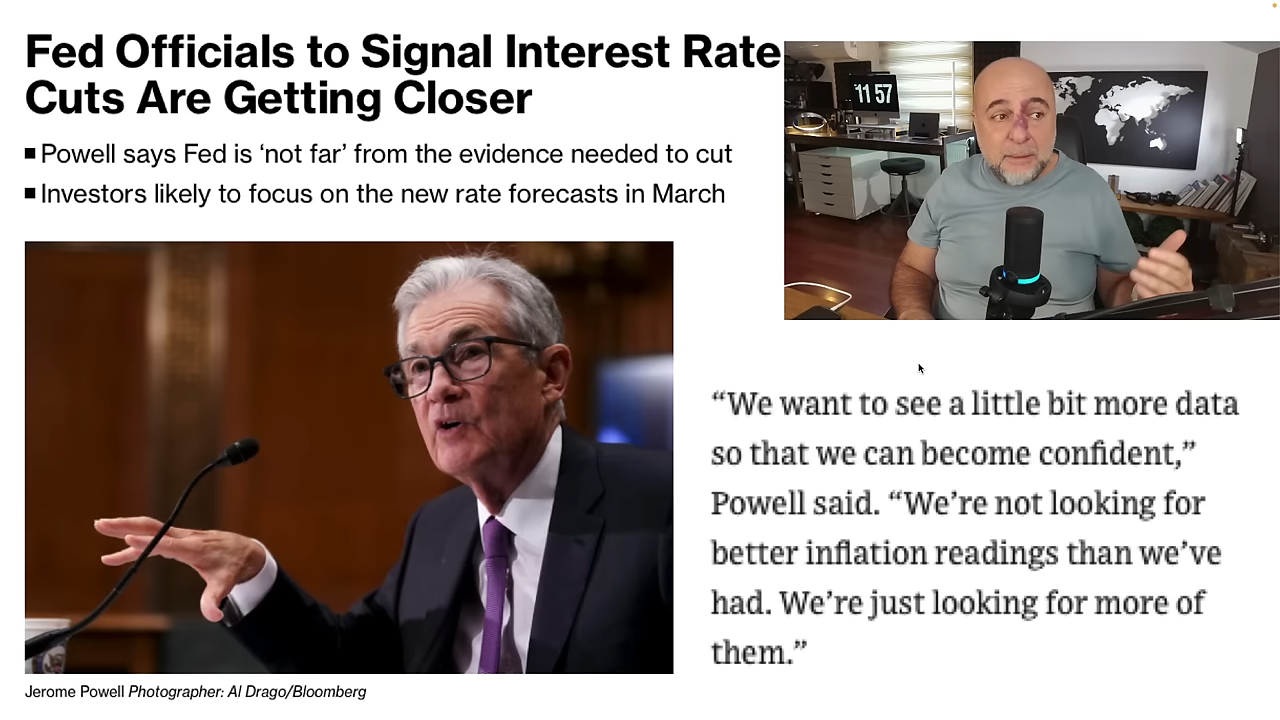 Fed Officials to Signal Interest Rate
Cuts Are Getting Closer
■ Powell says Fed is ‘not far’ from the evidence needed to cut
■ Investors likely to focus on the new rate forecasts in March
11 57
“We want to see a little bit more data
so that we can become confident,”
Powell said. “We’re not looking for
better inflation readings than we’ve
had. We’re just looking for more of
them.”
Jerome Powell Photographer: Al Drago/Bloomberg